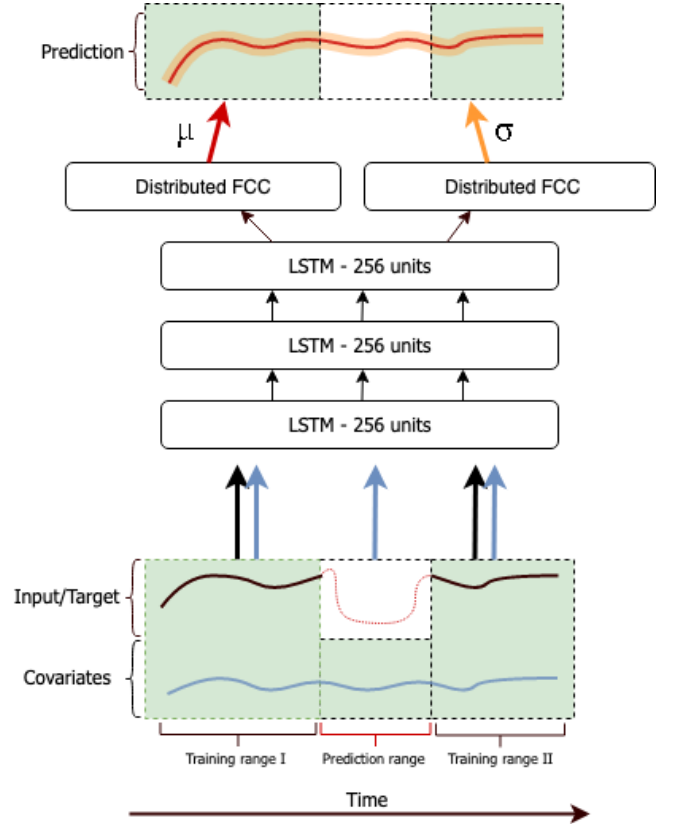 Prediction
μ
σ
Distributed FCC
Distributed FCC
LSTM - 256 units
LSTM - 256 units
LSTM - 256 units
Input/Target
Covariates
Training range I
Prediction range
Training range II
Time